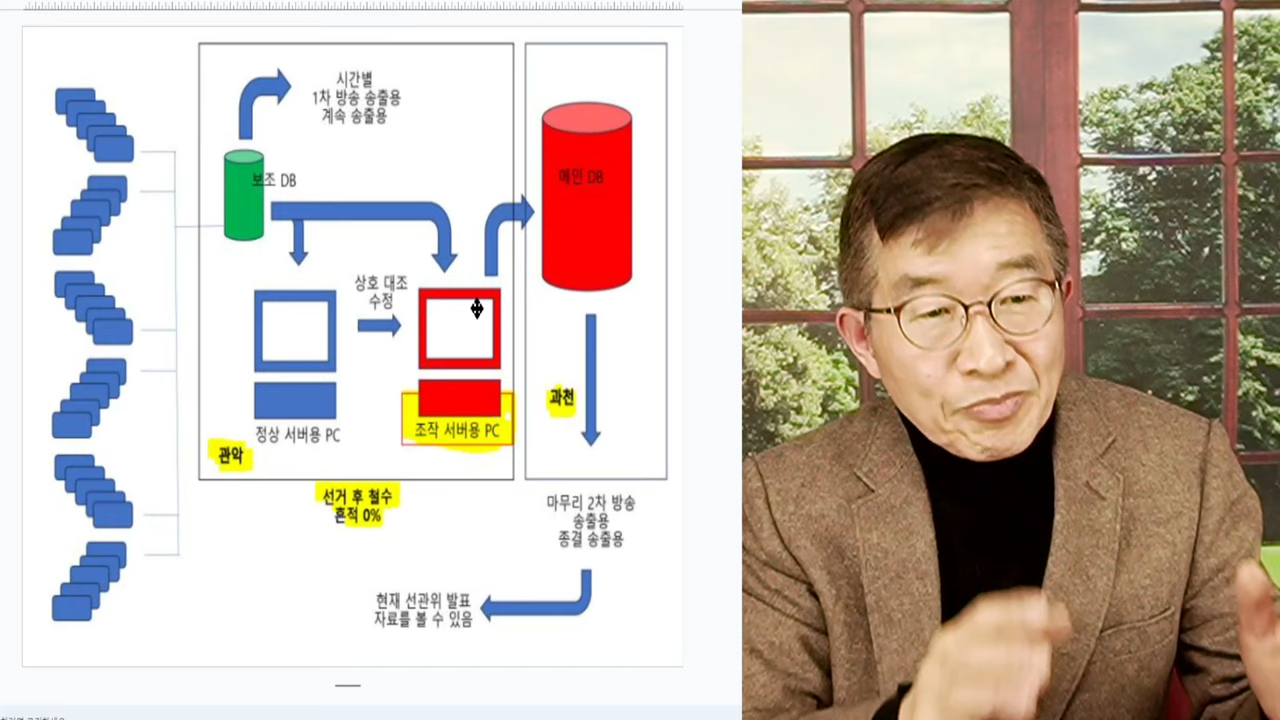 시간별
1차 방송 송출용
계속 송출용
보조 DB
메인 DB
상호 대조
수정
정상 서버용 PC
조작 서버용 PC
관악
과천
선거 후 철수
흔적 0%
마무리 2차 방송
송출용
종결 송출용
현재 선관위 발표
자료를 볼 수 있음